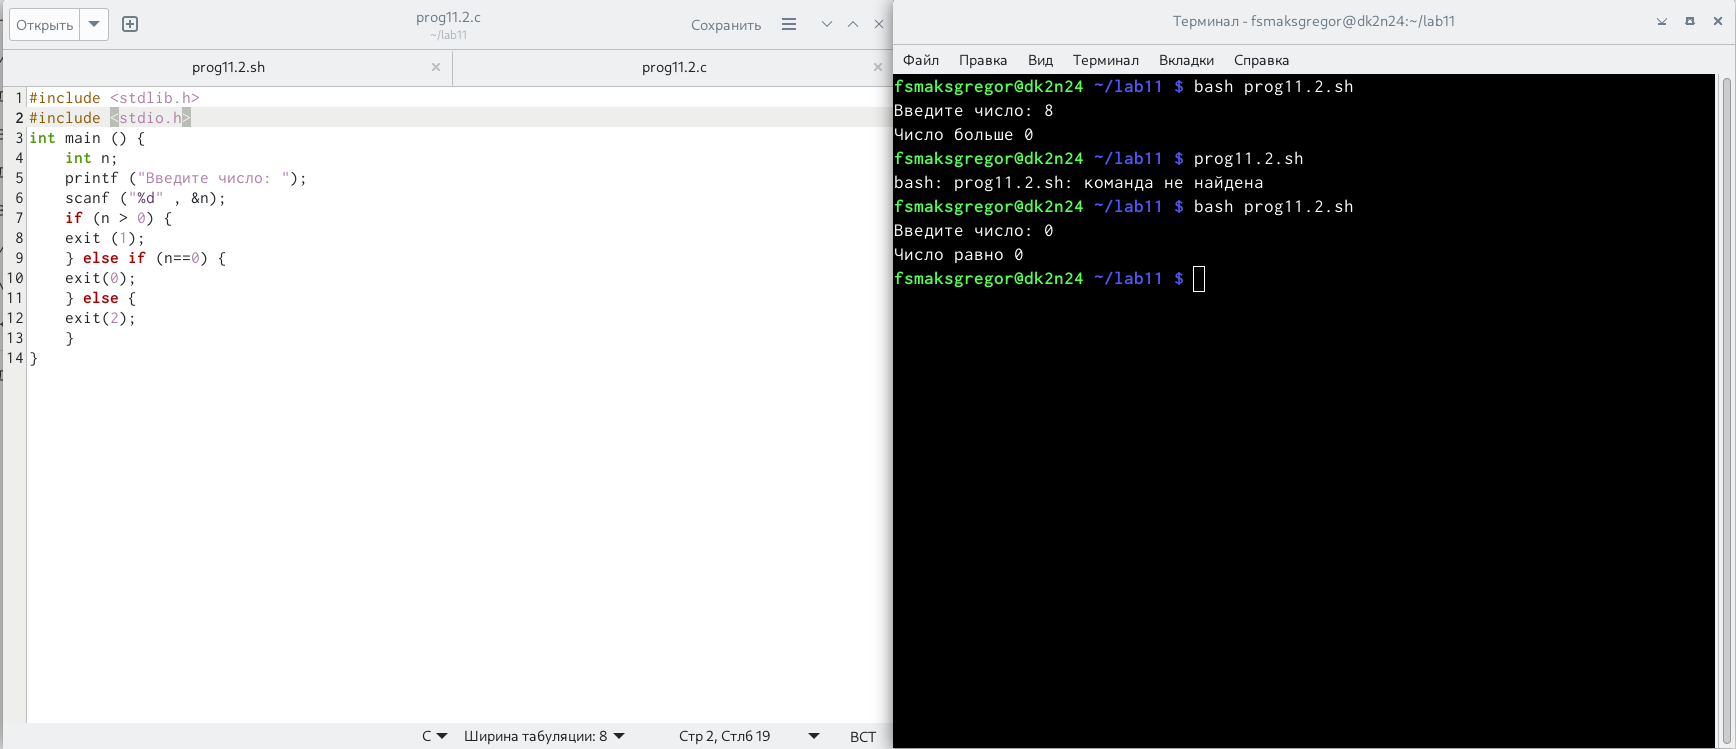 Открыть
prog11.2.c
~/lab11
Сохранить
prog11.2.sh
prog11.2.c
1 #include <stdlib.h>
2 #include <stdio.h>
3 int main () {
4     int n;
5     printf ("Введите число: ");
6     scanf ("%d" , &n);
7     if (n > 0) {
8     exit (1);
9     } else if (n==0) {
10     exit(0);
11     } else {
12     exit(2);
13     }
14 }
C
Ширина табуляции: 8
Стр 2, Стлб 19
ВСТ
Терминал - fsmaksgregor@dk2n24:~/lab11
Файл Правка Вид Терминал Вкладки Справка
fsmaksgregor@dk2n24 ~/lab11 $ bash prog11.2.sh
Введите число: 8
Число больше 0
fsmaksgregor@dk2n24 ~/lab11 $ prog11.2.sh
bash: prog11.2.sh: команда не найдена
fsmaksgregor@dk2n24 ~/lab11 $ bash prog11.2.sh
Введите число: 0
Число равно 0
fsmaksgregor@dk2n24 ~/lab11 $